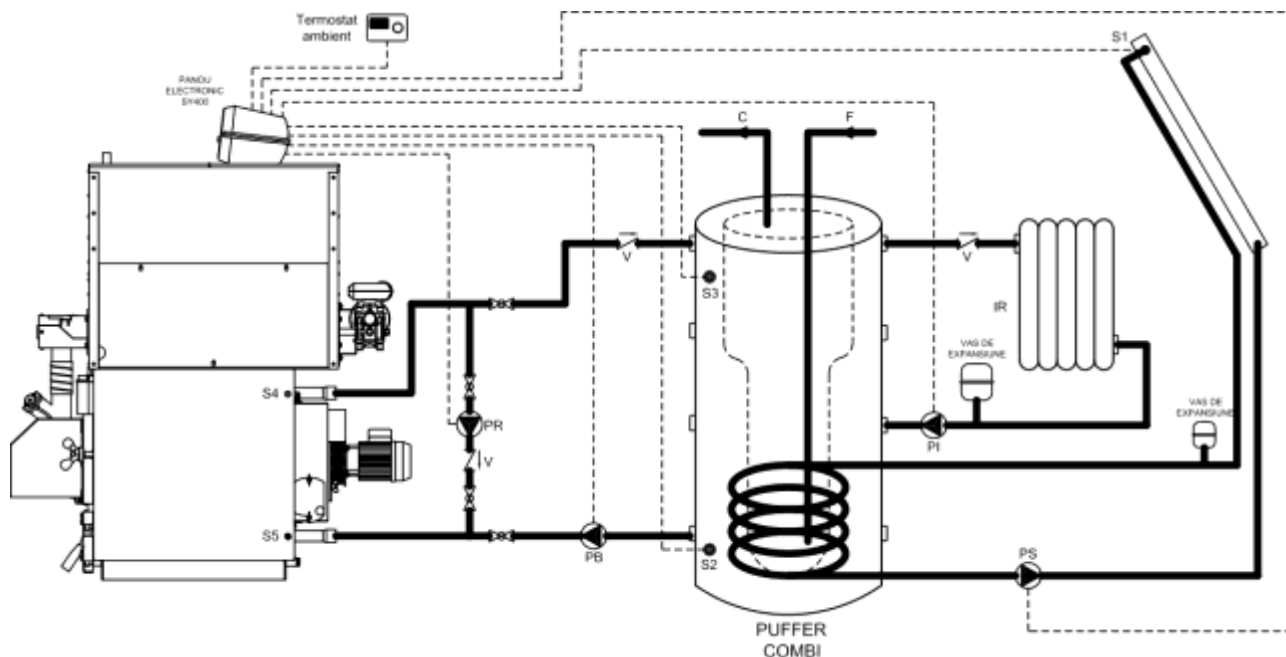 Termostat
ambient
S1
PANOU
ELECTRONIC
SY400
C
F
V
V
S3
IR
VAS DE
EXPANSIUNE
S4
VAS DE
EXPANSIUNE
PR
PI
V
S5
PB
S2
PS
PUFFER
COMBI